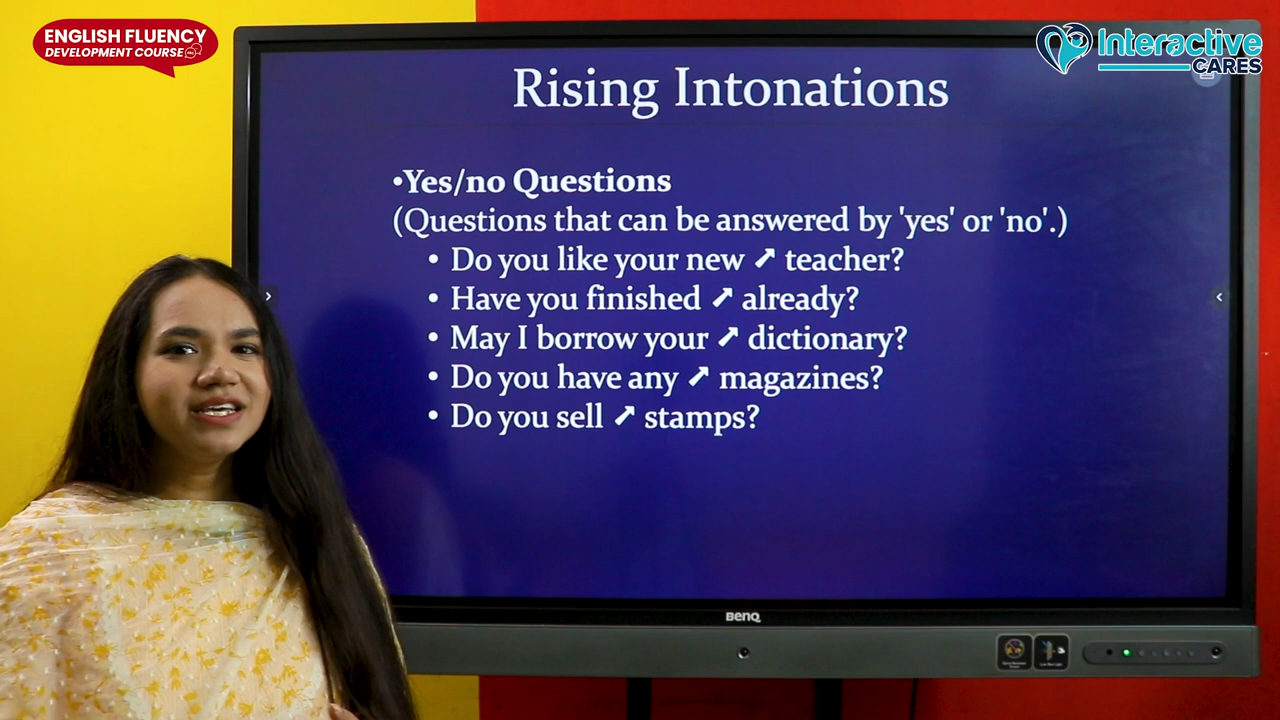 ENGLISH FLUENCY
DEVELOPMENT COURSE
Interactive
CARES
Rising Intonations
•Yes/no Questions
(Questions that can be answered by 'yes' or 'no'.)
• Do you like your new ➚ teacher?
• Have you finished ➚ already?
• May I borrow your ➚ dictionary?
• Do you have any ➚ magazines?
• Do you sell ➚ stamps?
BenQ